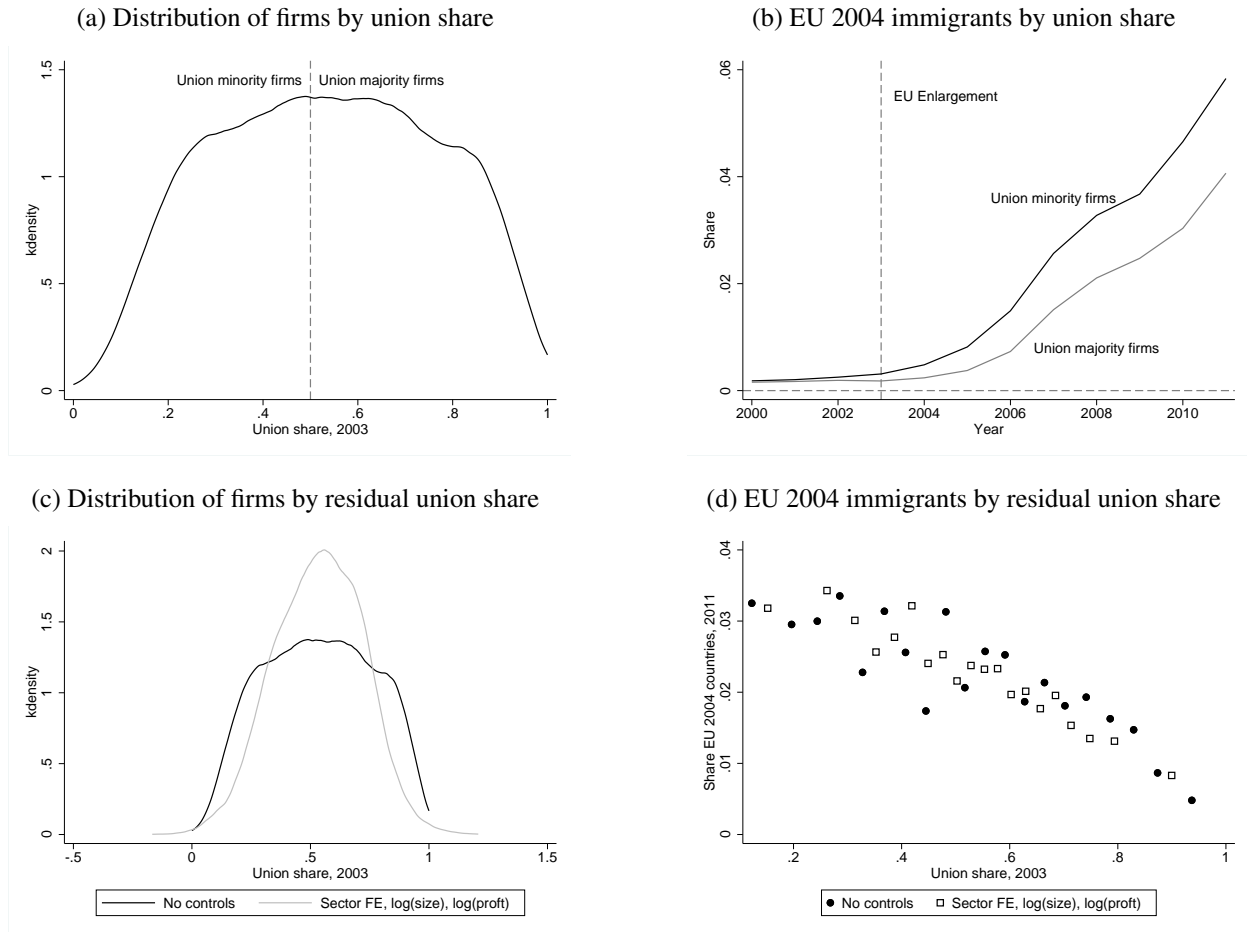 (a) Distribution of firms by union share
Union minority firms
Union majority firms
kdensity
0
.5
1
1.5
0
.2
.4
.6
.8
1
Union share, 2003
(b) EU 2004 immigrants by union share
EU Enlargement
Union minority firms
Union majority firms
Share
0
.02
.04
.06
2000
2002
2004
2006
2008
2010
Year
(c) Distribution of firms by residual union share
kdensity
0
.5
1
1.5
2
-.5
0
.5
1
1.5
Union share, 2003
No controls
Sector FE, log(size), log(proft)
(d) EU 2004 immigrants by residual union share
Share EU 2004 countries, 2011
0
.01
.02
.03
.04
.2
.4
.6
.8
1
Union share, 2003
No controls
Sector FE, log(size), log(proft)